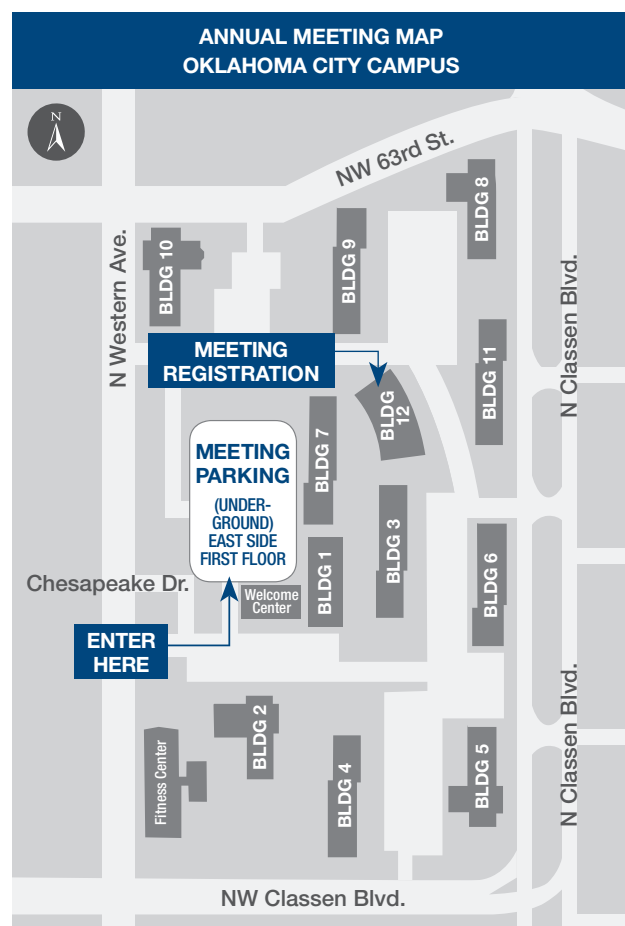 ANNUAL MEETING MAP
OKLAHOMA CITY CAMPUS
N
NW 63rd St.
BLDG 8
BLDG 9
BLDG 10
N Western Ave.
N Classen Blvd.
MEETING
REGISTRATION
BLDG 11
BLDG
12
BLDG 7
MEETING
PARKING
(UNDER-
GROUND)
EAST SIDE
FIRST FLOOR
BLDG 3
BLDG 1
BLDG 6
Chesapeake Dr.
Welcome
Center
ENTER
HERE
N Classen Blvd.
BLDG 2
Fitness Center
BLDG 4
BLDG 5
NW Classen Blvd.